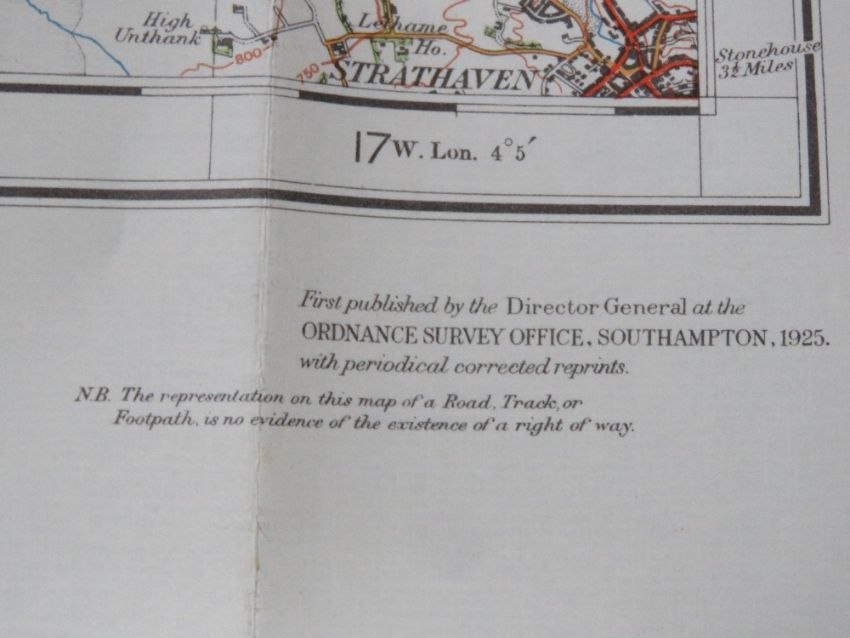 High
Unthank
Lethame
Ho.
800
750
STRATHAVEN
Stonehouse
3½ Miles
17 W. Lon. 4°5′
First published by the Director General at the
ORDNANCE SURVEY OFFICE, SOUTHAMPTON, 1925.
with periodical corrected reprints.
N.B. The representation on this map of a Road, Track, or
Footpath, is no evidence of the existence of a right of way.